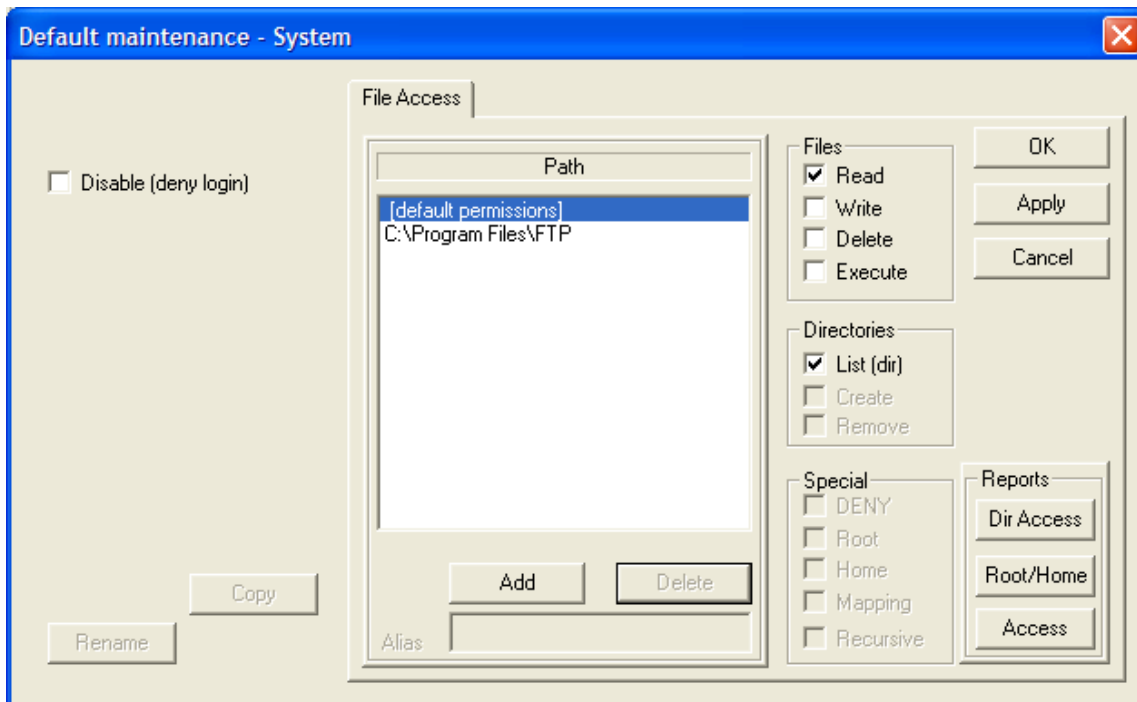 Default maintenance - System
File Access
Disable (deny login)
Path
[default permissions]
C:\Program Files\FTP
Add
Delete
Alias
Copy
Rename
Files
Read
Write
Delete
Execute
Directories
List (dir)
Create
Remove
Special
DENY
Root
Home
Mapping
Recursive
OK
Apply
Cancel
Reports
Dir Access
Root/Home
Access